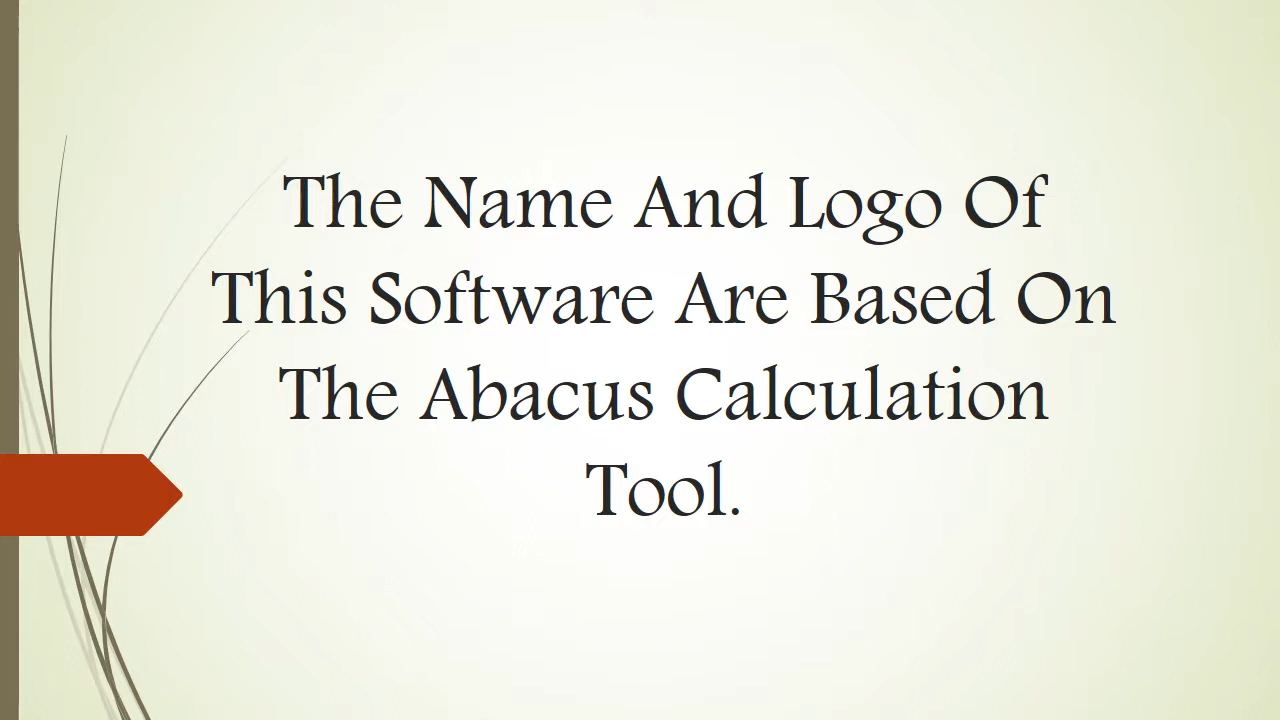 The Name And Logo Of
This Software Are Based On
The Abacus Calculation
Tool.